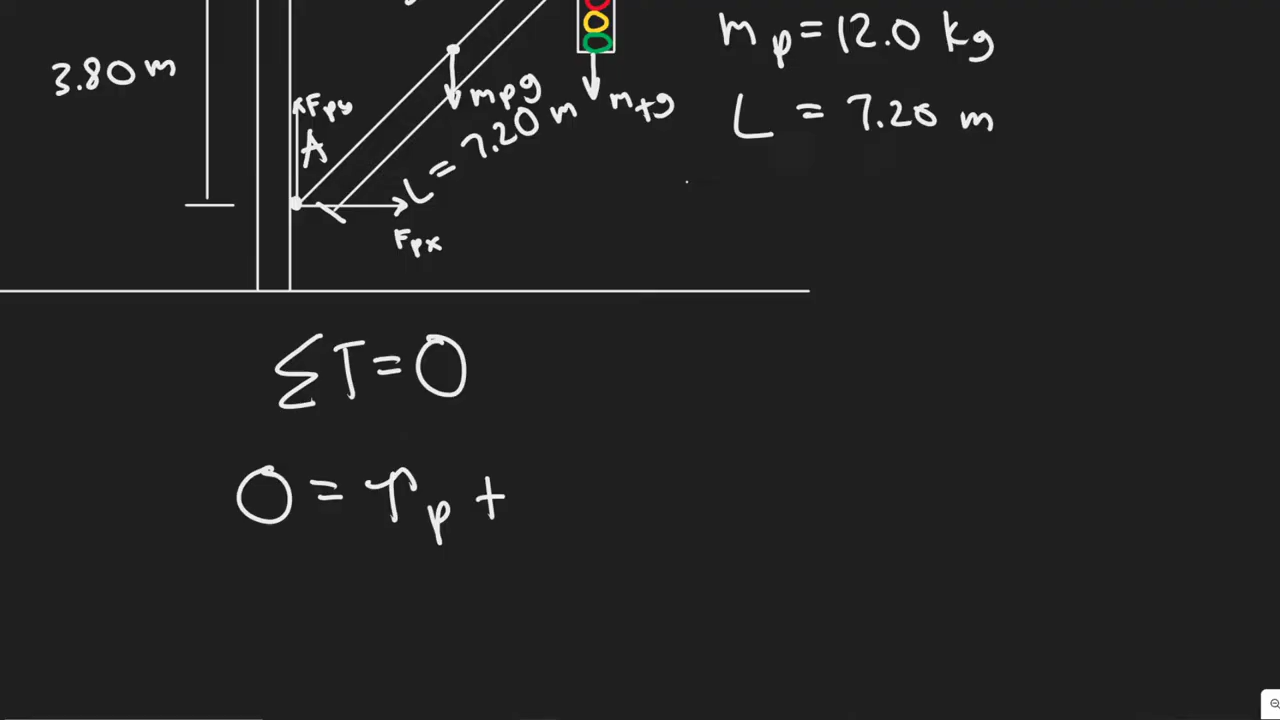 m_p = 12.0 kg
3.80 m
F_py
m_p g
m_t g
L = 7.20 m
A
L = 7.20 m
F_px
ΣT = 0
0 = τ_p +